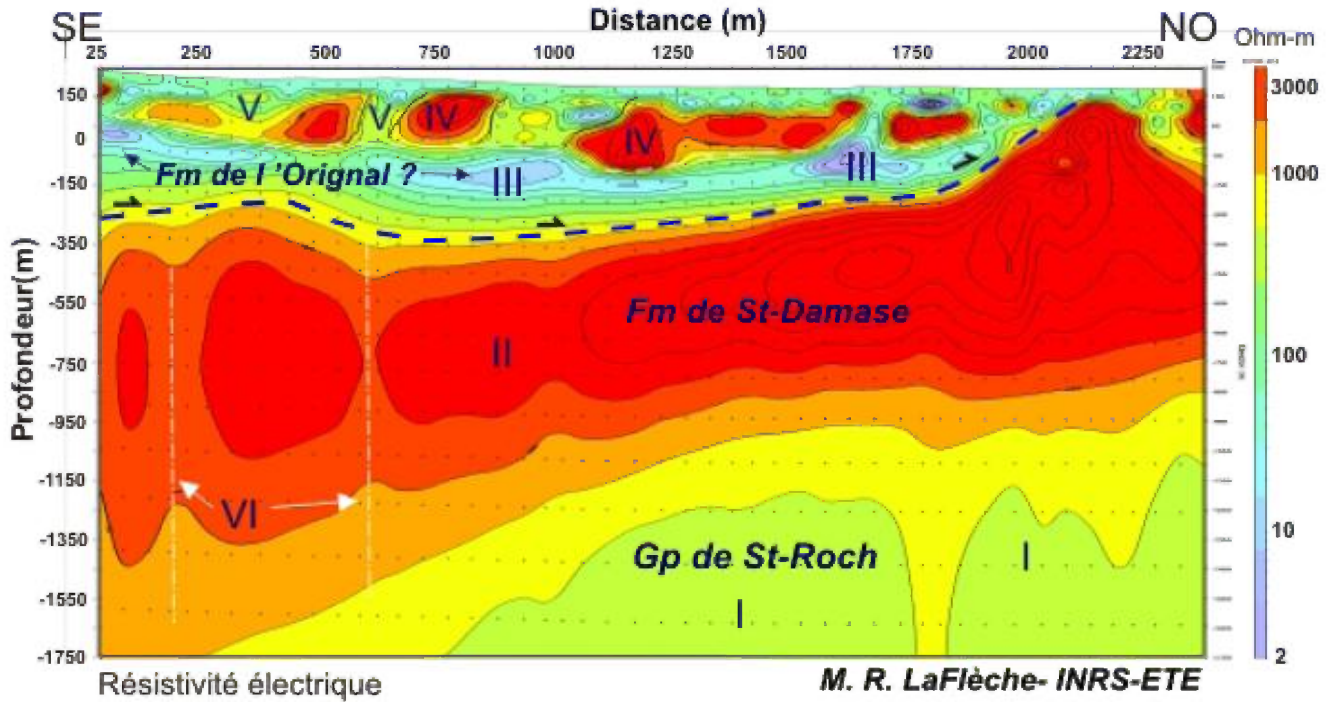 SE
Distance (m)
NO
25 250 500 750 1000 1250 1500 1750 2000 2250
Ohm-m
Profondeur(m)
150
0
-150
-350
-550
-750
-950
-1150
-1350
-1550
-1750
3000
1000
100
10
2
V
V
IV
IV
Fm de l 'Orignal ?
III
III
Fm de St-Damase
II
VI
Gp de St-Roch
I
I
Résistivité électrique
M. R. LaFlèche- INRS-ETE